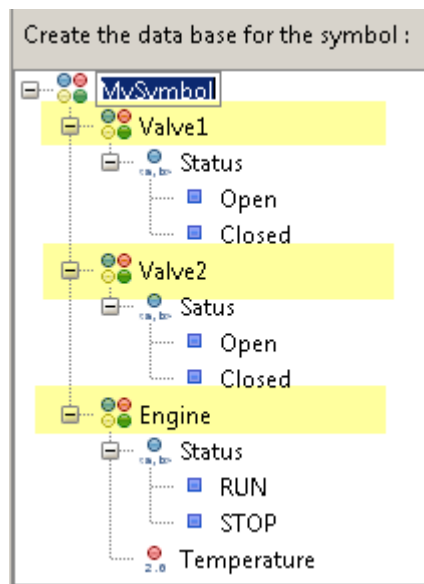 Create the data base for the symbol :
MySymbol
Valve1
Status
Open
Closed
Valve2
Satus
Open
Closed
Engine
Status
RUN
STOP
Temperature